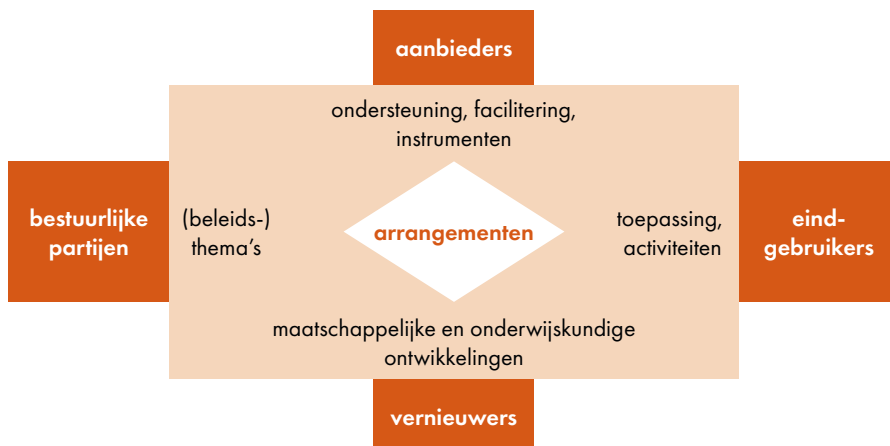 aanbieders
ondersteuning, facilitering,
instrumenten
bestuurlijke
partijen
(beleids-)
thema's
arrangementen
toepassing,
activiteiten
eind-
gebruikers
maatschappelijke en onderwijskundige
ontwikkelingen
vernieuwers